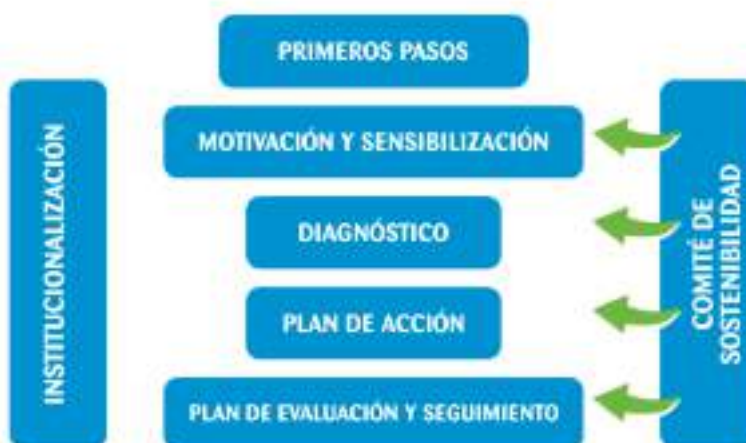 PRIMEROS PASOS
INSTITUCIONALIZACIÓN
MOTIVACIÓN Y SENSIBILIZACIÓN
DIAGNÓSTICO
PLAN DE ACCIÓN
PLAN DE EVALUACIÓN Y SEGUIMIENTO
COMITÉ DE
SOSTENIBILIDAD